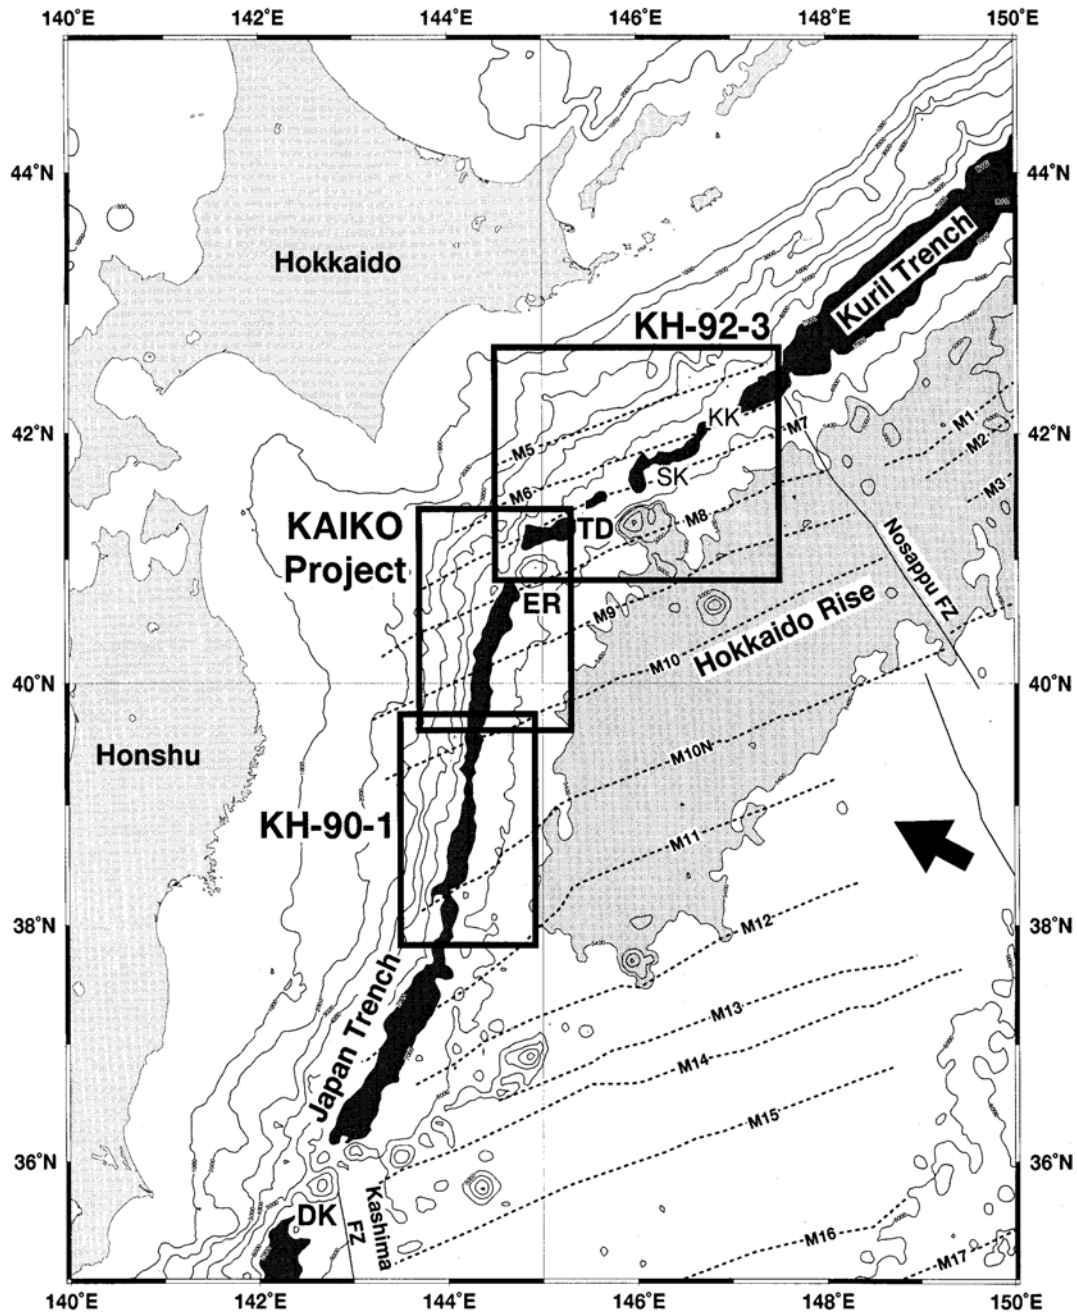 140°E 142°E 144°E 146°E 148°E 150°E
44°N 44°N
Hokkaido
Kuril Trench
KH-92-3
42°N 42°N
KK
M7
M1
M2
M5
M6
SK
M3
M8
KAIKO
Project
TD
Nosappu FZ
ER
M9
Hokkaido Rise
M10
40°N 40°N
Honshu
M10N
KH-90-1
M11
38°N 38°N
M12
Japan Trench
M13
M14
M15
36°N 36°N
DK
Kashima
FZ
M16
M17
140°E 142°E 144°E 146°E 148°E 150°E